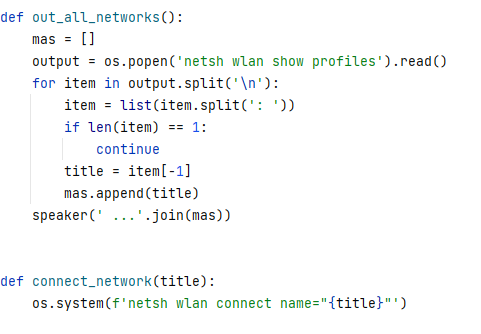 def out_all_networks():
    mas = []
    output = os.popen('netsh wlan show profiles').read()
    for item in output.split('\n'):
        item = list(item.split(': '))
        if len(item) == 1:
            continue
        title = item[-1]
        mas.append(title)
    speaker(' ...'.join(mas))
def connect_network(title):
    os.system(f'netsh wlan connect name="{title}"')